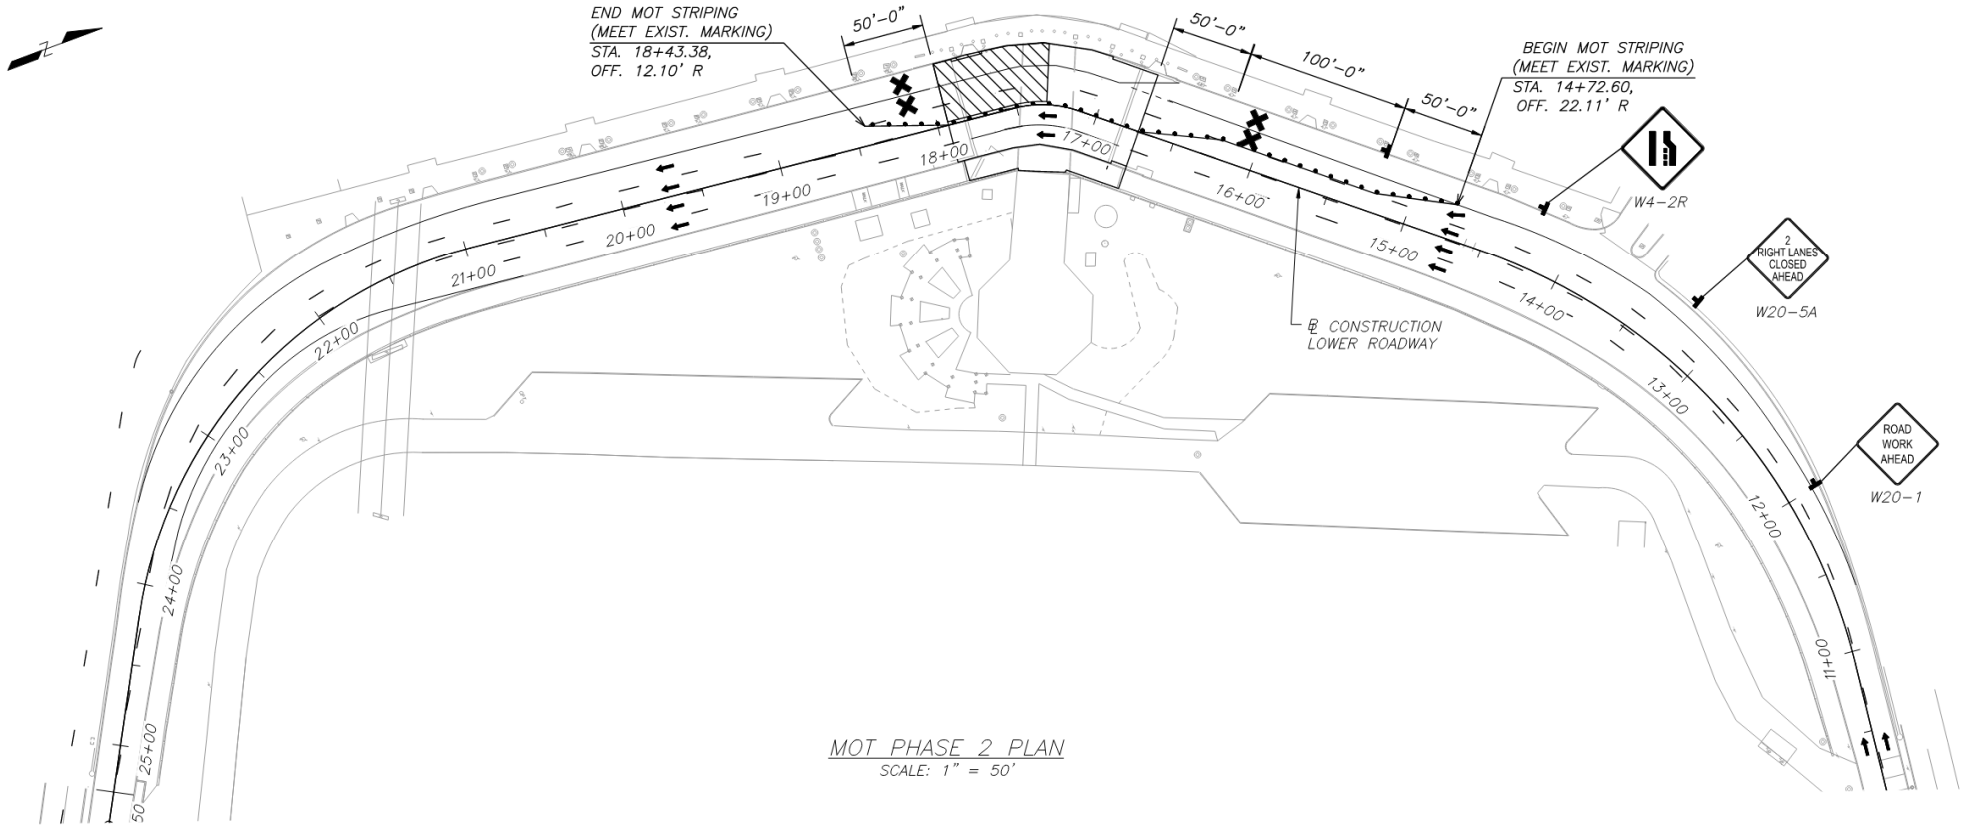 Z
END MOT STRIPING
(MEET EXIST. MARKING)
STA. 18+43.38,
OFF. 12.10' R
50'-0"
50'-0"
100'-0"
50'-0"
BEGIN MOT STRIPING
(MEET EXIST. MARKING)
STA. 14+72.60,
OFF. 22.11' R
W4-2R
2
RIGHT LANES
CLOSED
AHEAD
W20-5A
ROAD
WORK
AHEAD
W20-1
11+00
12+00
13+00
14+00
15+00
16+00
17+00
18+00
19+00
20+00
21+00
22+00
23+00
24+00
25+00
50
℄ CONSTRUCTION
LOWER ROADWAY
MOT PHASE 2 PLAN
SCALE: 1" = 50'